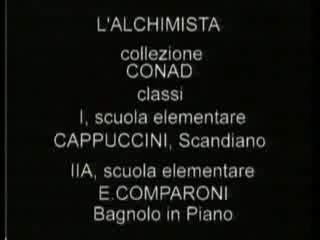 L'ALCHIMISTA
collezione
CONAD
classi
I, scuola elementare
CAPPUCCINI, Scandiano
IIA, scuola elementare
E.COMPARONI
Bagnolo in Piano